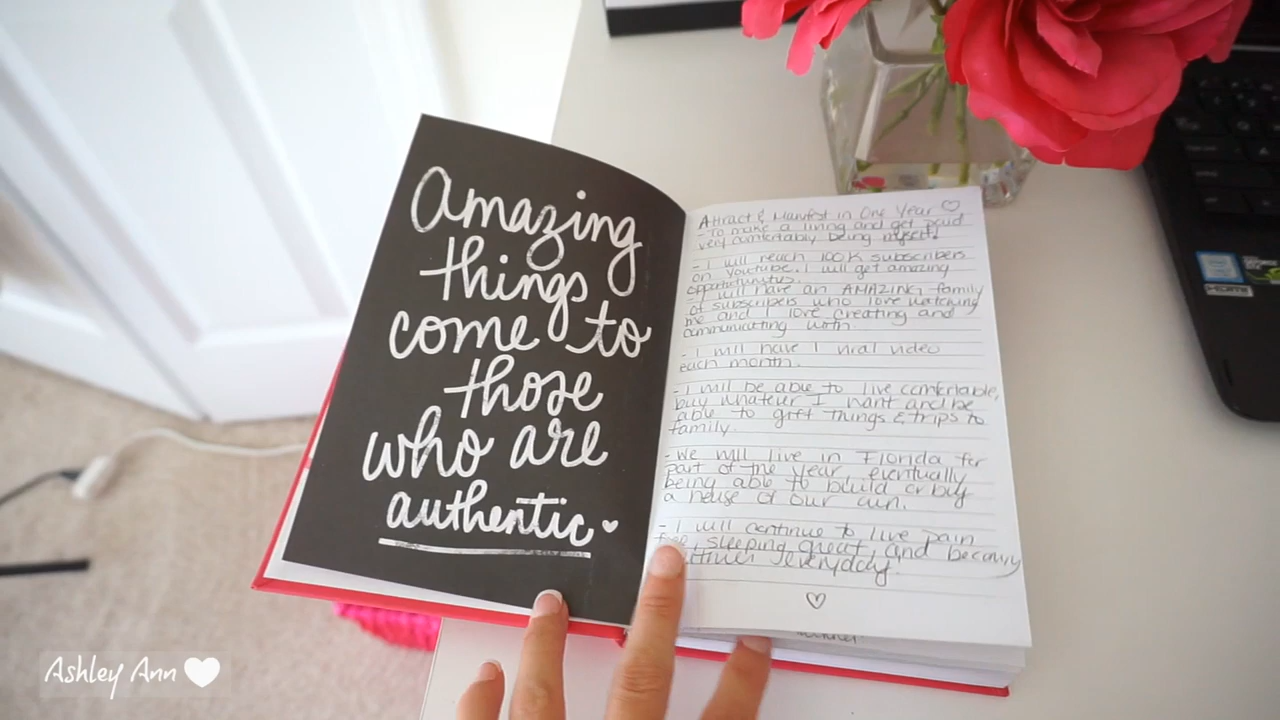 Amazing
things
come to
those
who are
authentic
Attract & Manifest in One Year
- To make a living and get paid
very comfortably being myself!
- I will reach 100K subscribers
on Youtube. I will get amazing
opportunities.
- I will have an AMAZING family
of subscribers who love watching
me and I love creating and
communicating with.
- I will have 1 viral video
each month.
- I will be able to live comfortable,
buy whatever I want and be
able to gift things & trips to
family.
- We will live in Florida for
part of the year eventually
being able to build or buy
a house of our own.
- I will continue to live pain
sleeping great, and
everyday.
HDMI
Ashley Ann